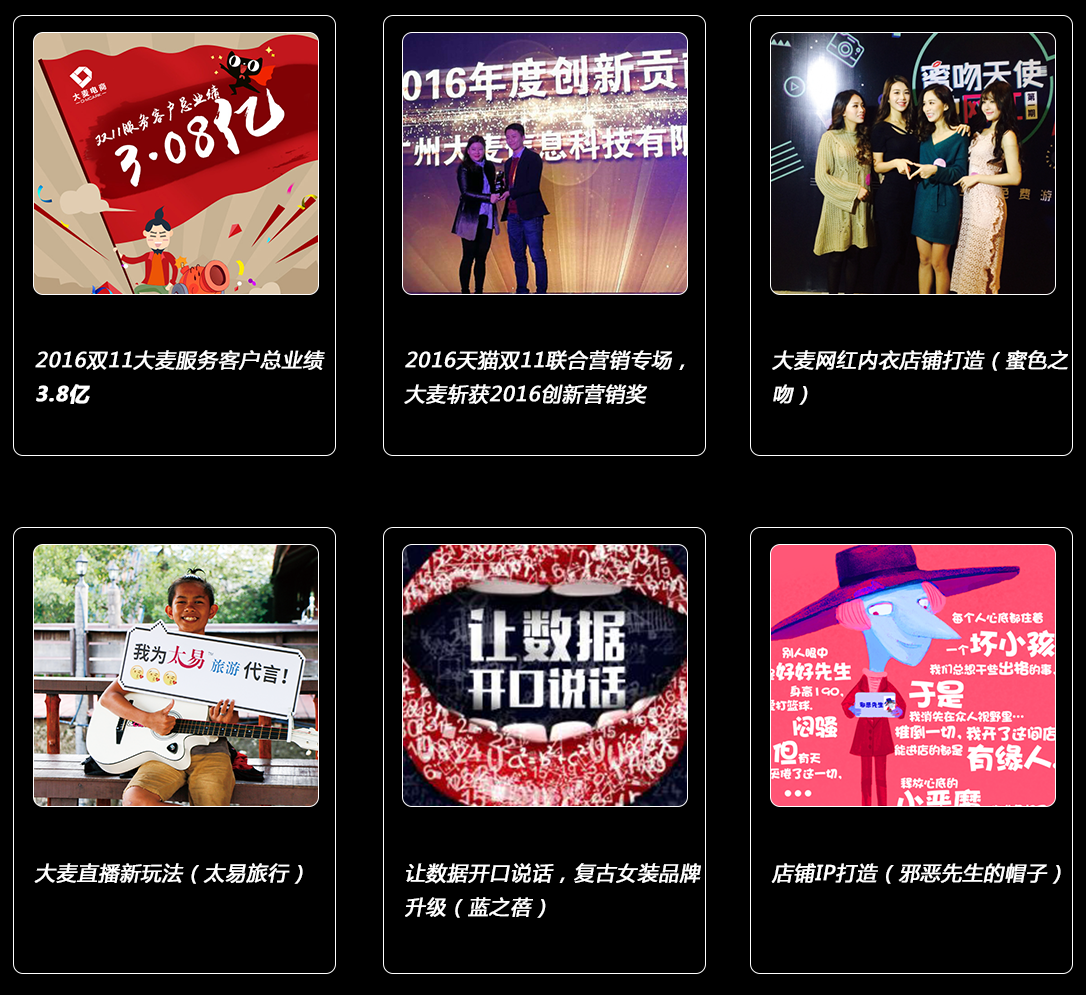 大麦电商
双11服务客户总业绩
3.08亿
2016双11大麦服务客户总业绩
3.8亿
016年度创新贡
州大麦信息科技有限
2016天猫双11联合营销专场，
大麦斩获2016创新营销奖
蜜吻天使
网红
第一期
免费游
大麦网红内衣店铺打造（蜜色之
吻）
我为太易旅游代言！
大麦直播新玩法（太易旅行）
让数据
开口说话
让数据开口说话，复古女装品牌
升级（蓝之蓓）
每个人心底都住着
一个坏小孩
我们总想干些出格的事.
别人眼中
好好先生
身高190,
爱打篮球.
闷骚
但有天
厌倦了这一切,
...
于是
我消失在众人视野里...
推倒一切,我开了这间店
能进店的都是有缘人.
释放心底的
小恶魔
邪恶先生
店铺IP打造（邪恶先生的帽子）